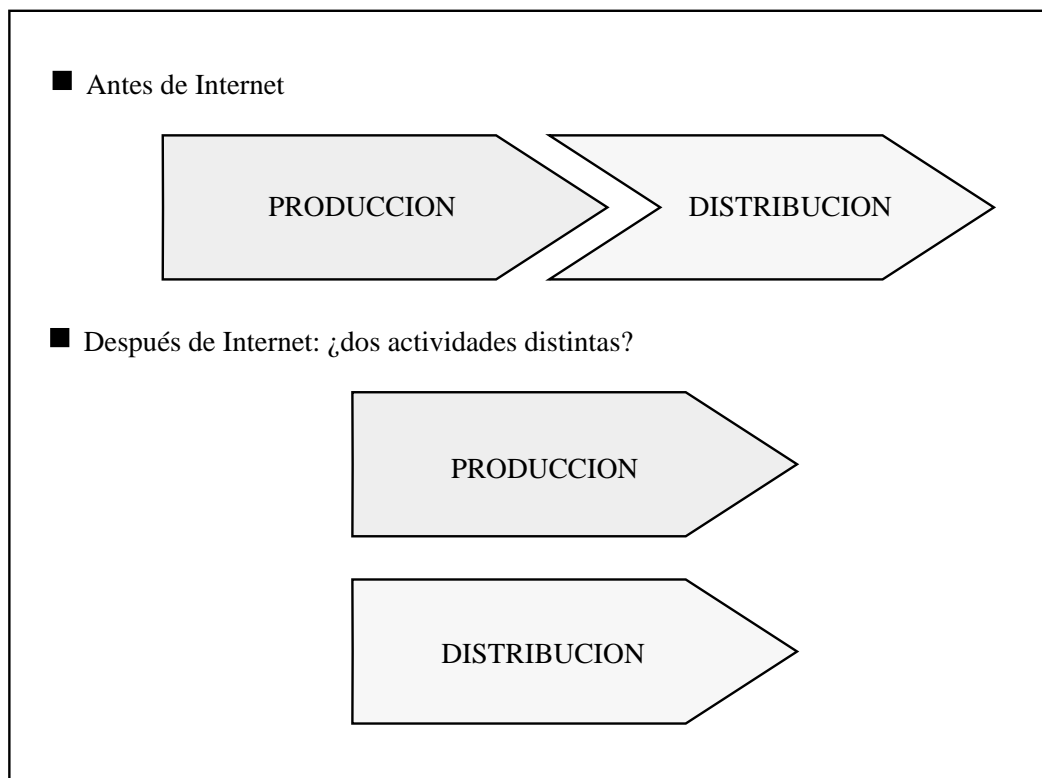 Antes de Internet
PRODUCCION
DISTRIBUCION
Después de Internet: ¿dos actividades distintas?
PRODUCCION
DISTRIBUCION